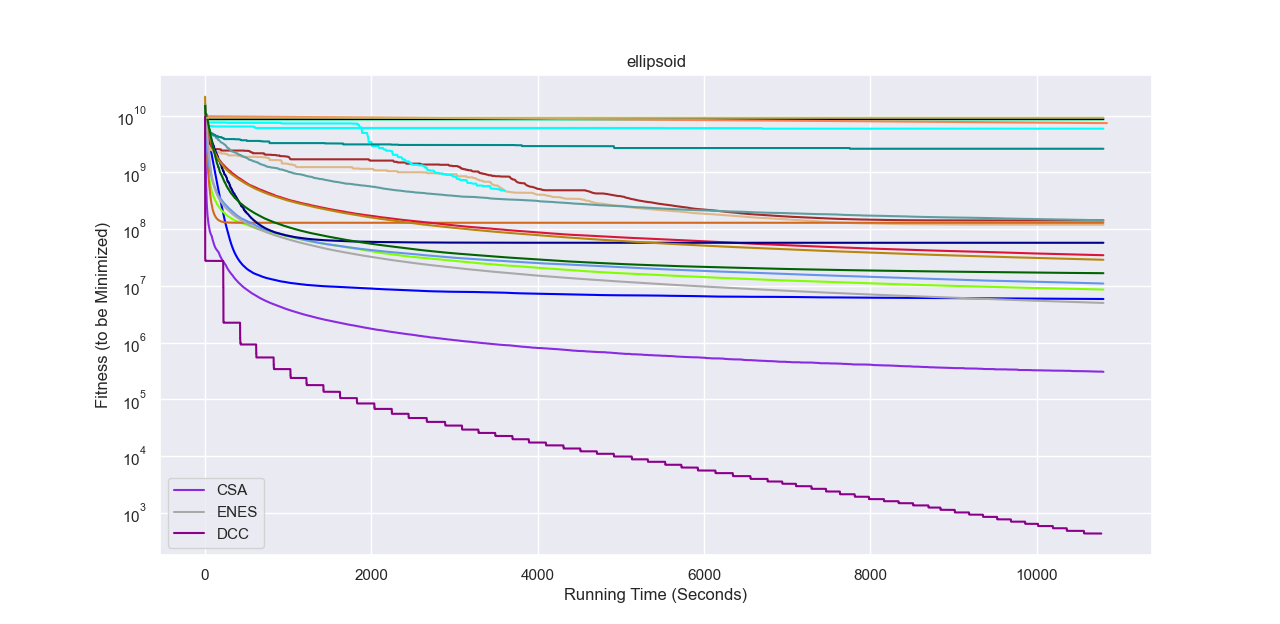 ellipsoid
Fitness (to be Minimized)
10^10
10^9
10^8
10^7
10^6
10^5
10^4
10^3
CSA
ENES
DCC
0 2000 4000 6000 8000 10000
Running Time (Seconds)